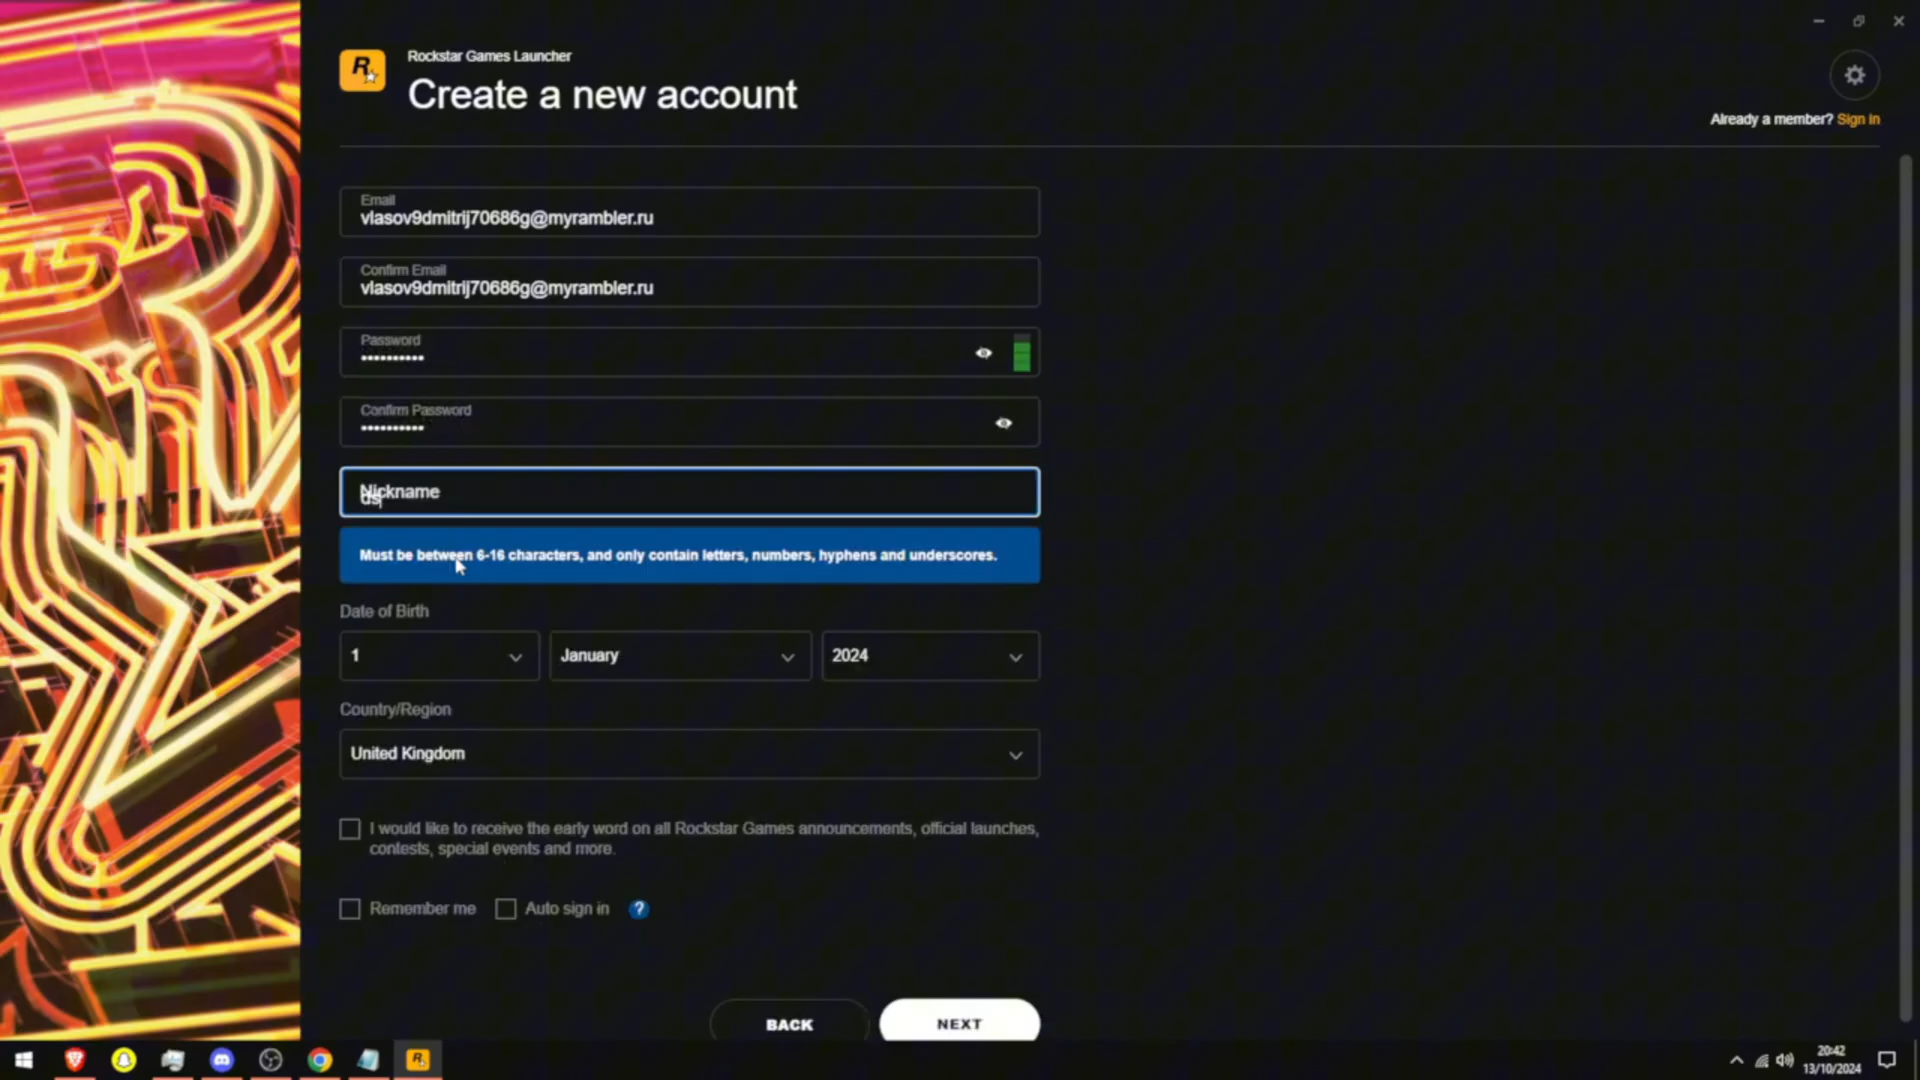 Rockstar Games Launcher
Create a new account
Already a member? Sign in
Email
vlasov9dmitrij70686g@myrambler.ru
Confirm Email
vlasov9dmitrij70686g@myrambler.ru
Password
••••••••••
Confirm Password
••••••••••
Nickname
ds
Must be between 6-16 characters, and only contain letters, numbers, hyphens and underscores.
Date of Birth
1 January 2024
Country/Region
United Kingdom
I would like to receive the early word on all Rockstar Games announcements, official launches,
contests, special events and more.
Remember me Auto sign in ?
BACK NEXT
20:42
13/10/2024